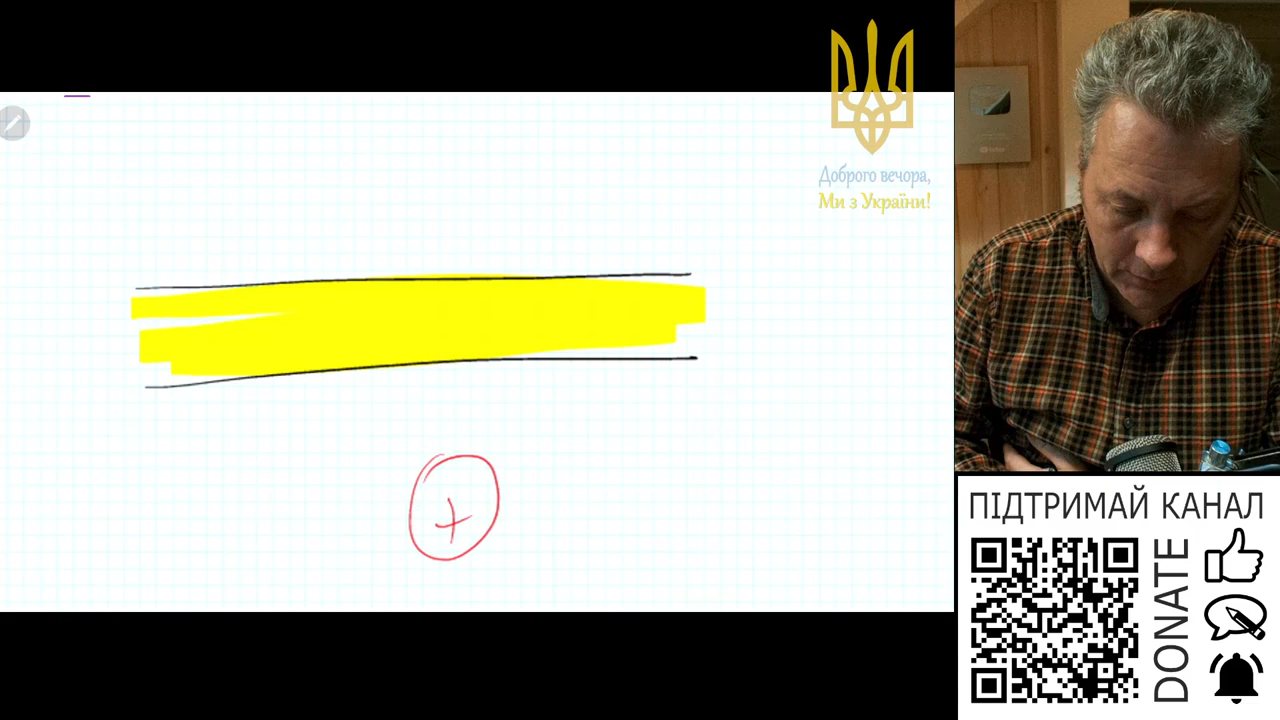 Доброго вечора,
Ми з України!
+
ПІДТРИМАЙ КАНАЛ
DONATE